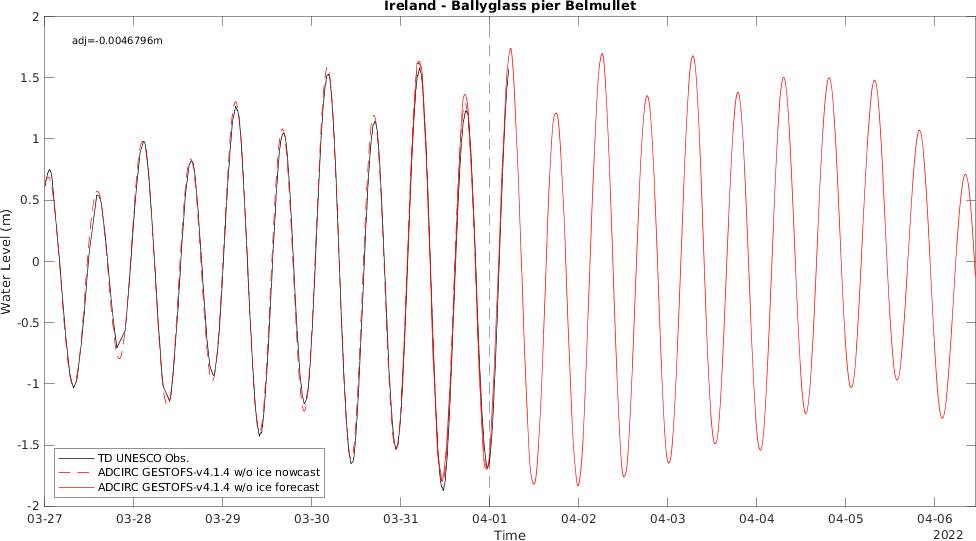 Ireland - Ballyglass pier Belmullet
adj=-0.0046796m
2
1.5
1
0.5
0
-0.5
-1
-1.5
-2
Water Level (m)
TD UNESCO Obs.
ADCIRC GESTOFS-v4.1.4 w/o ice nowcast
ADCIRC GESTOFS-v4.1.4 w/o ice forecast
03-27 03-28 03-29 03-30 03-31 04-01 04-02 04-03 04-04 04-05 04-06
Time
2022